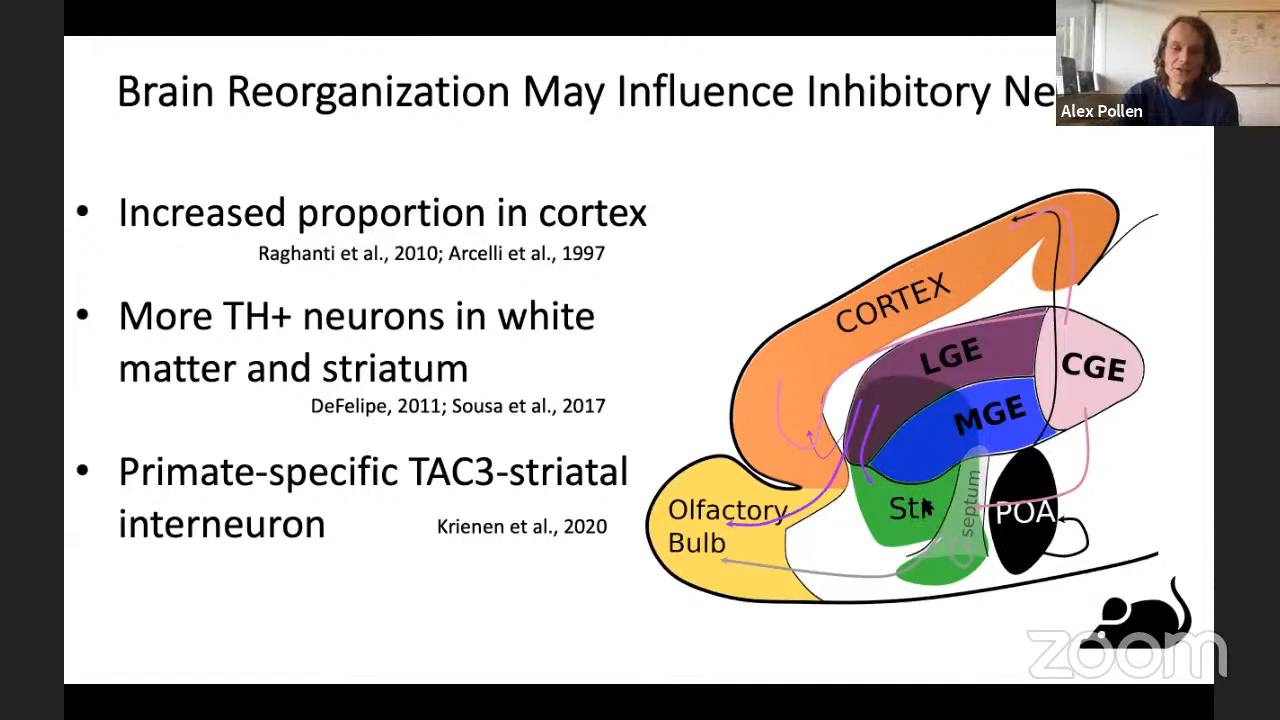 Brain Reorganization May Influence Inhibitory Ne
Alex Pollen
• Increased proportion in cortex
Raghanti et al., 2010; Arcelli et al., 1997
• More TH+ neurons in white
matter and striatum
DeFelipe, 2011; Sousa et al., 2017
• Primate-specific TAC3-striatal
interneuron
Krienen et al., 2020
CORTEX
LGE
CGE
MGE
Olfactory
Bulb
St
septum
POA
zoom